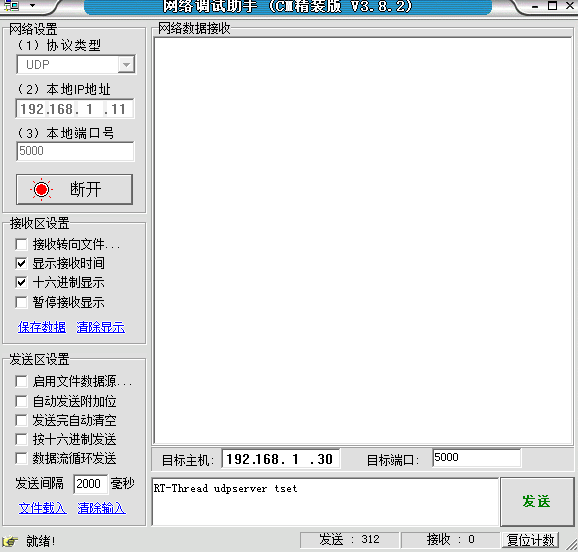 网络调试助手 (CM精装版 V3.8.2)
网络设置
(1) 协议类型
UDP
(2) 本地IP地址
192.168. 1 .11
(3) 本地端口号
5000
断开
接收区设置
接收转向文件...
显示接收时间
十六进制显示
暂停接收显示
保存数据 清除显示
发送区设置
启用文件数据源...
自动发送附加位
发送完自动清空
按十六进制发送
数据流循环发送
发送间隔 2000 毫秒
文件载入 清除输入
网络数据接收
目标主机: 192.168. 1 .30 目标端口: 5000
RT-Thread udpserver tset
发送
就绪! 发送 : 312 接收 : 0 复位计数